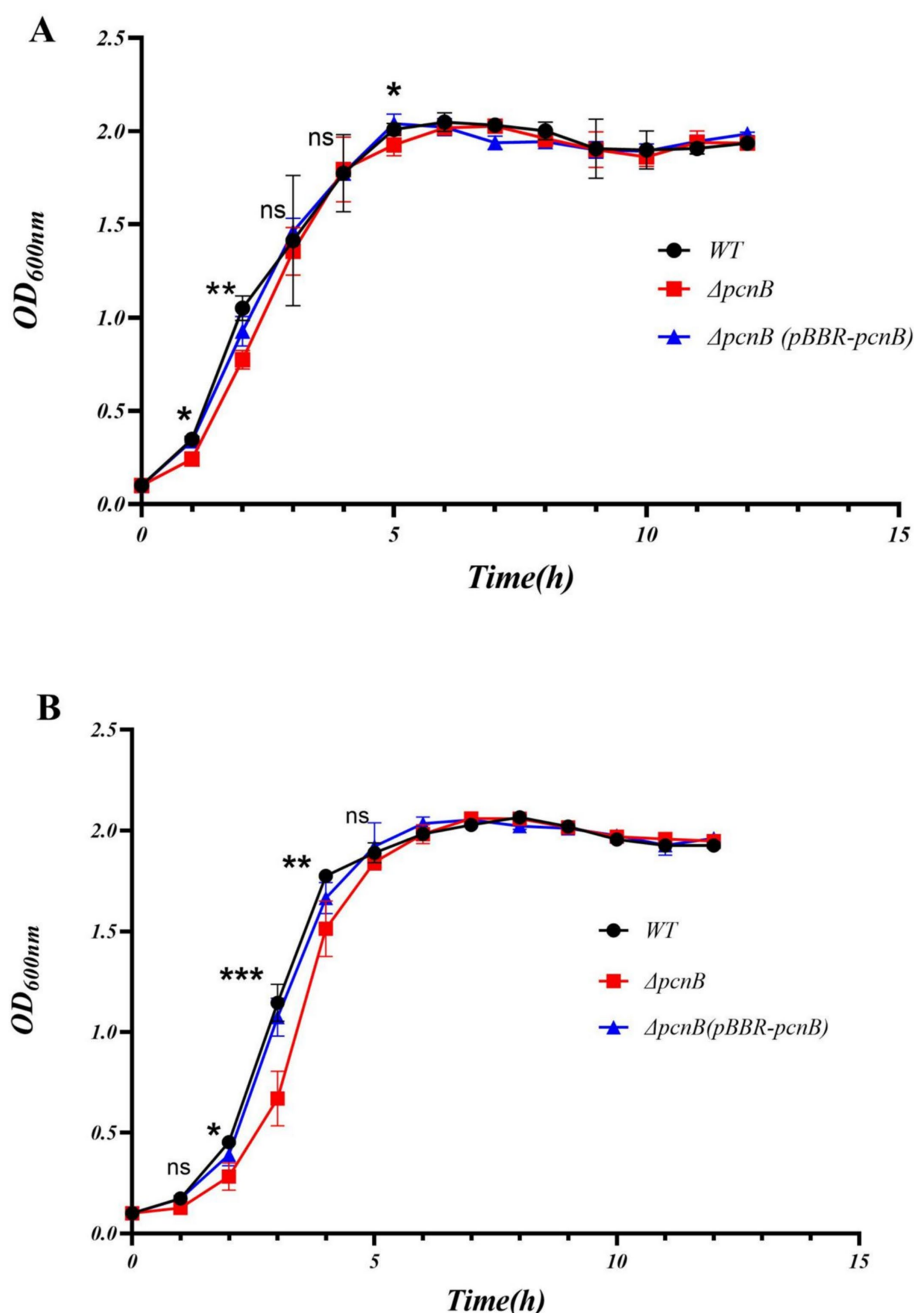 A
2.5
*
2.0
ns
ns
1.5
WT
**
ΔpcnB
1.0
ΔpcnB (pBBR-pcnB)
OD600nm
*
0.5
0.0
0 5 10 15
Time(h)
B
2.5
ns
2.0
**
WT
1.5
***
ΔpcnB
ΔpcnB(pBBR-pcnB)
1.0
OD600nm
*
0.5
ns
0.0
0 5 10 15
Time(h)